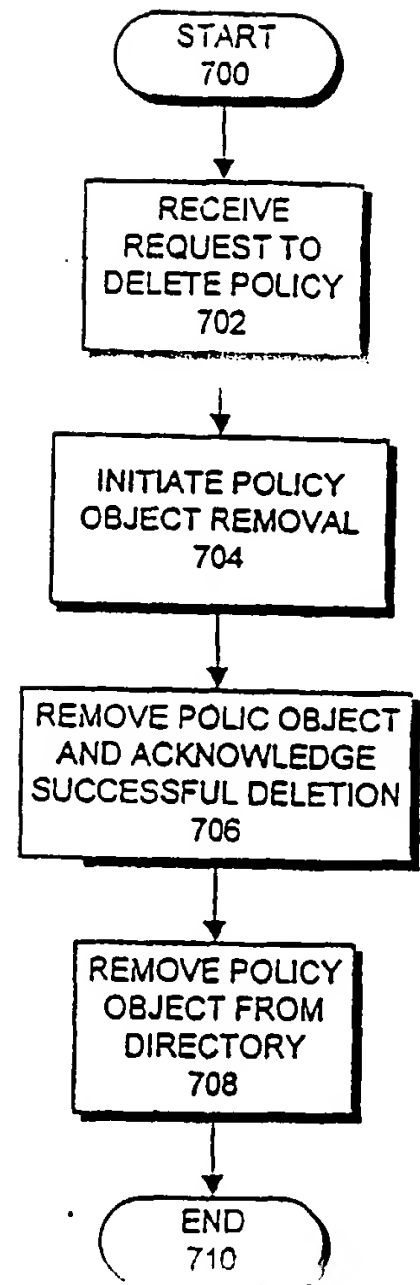 START
700
RECEIVE
REQUEST TO
DELETE POLICY
702
INITIATE POLICY
OBJECT REMOVAL
704
REMOVE POLIC OBJECT
AND ACKNOWLEDGE
SUCCESSFUL DELETION
706
REMOVE POLICY
OBJECT FROM
DIRECTORY
708
END
710